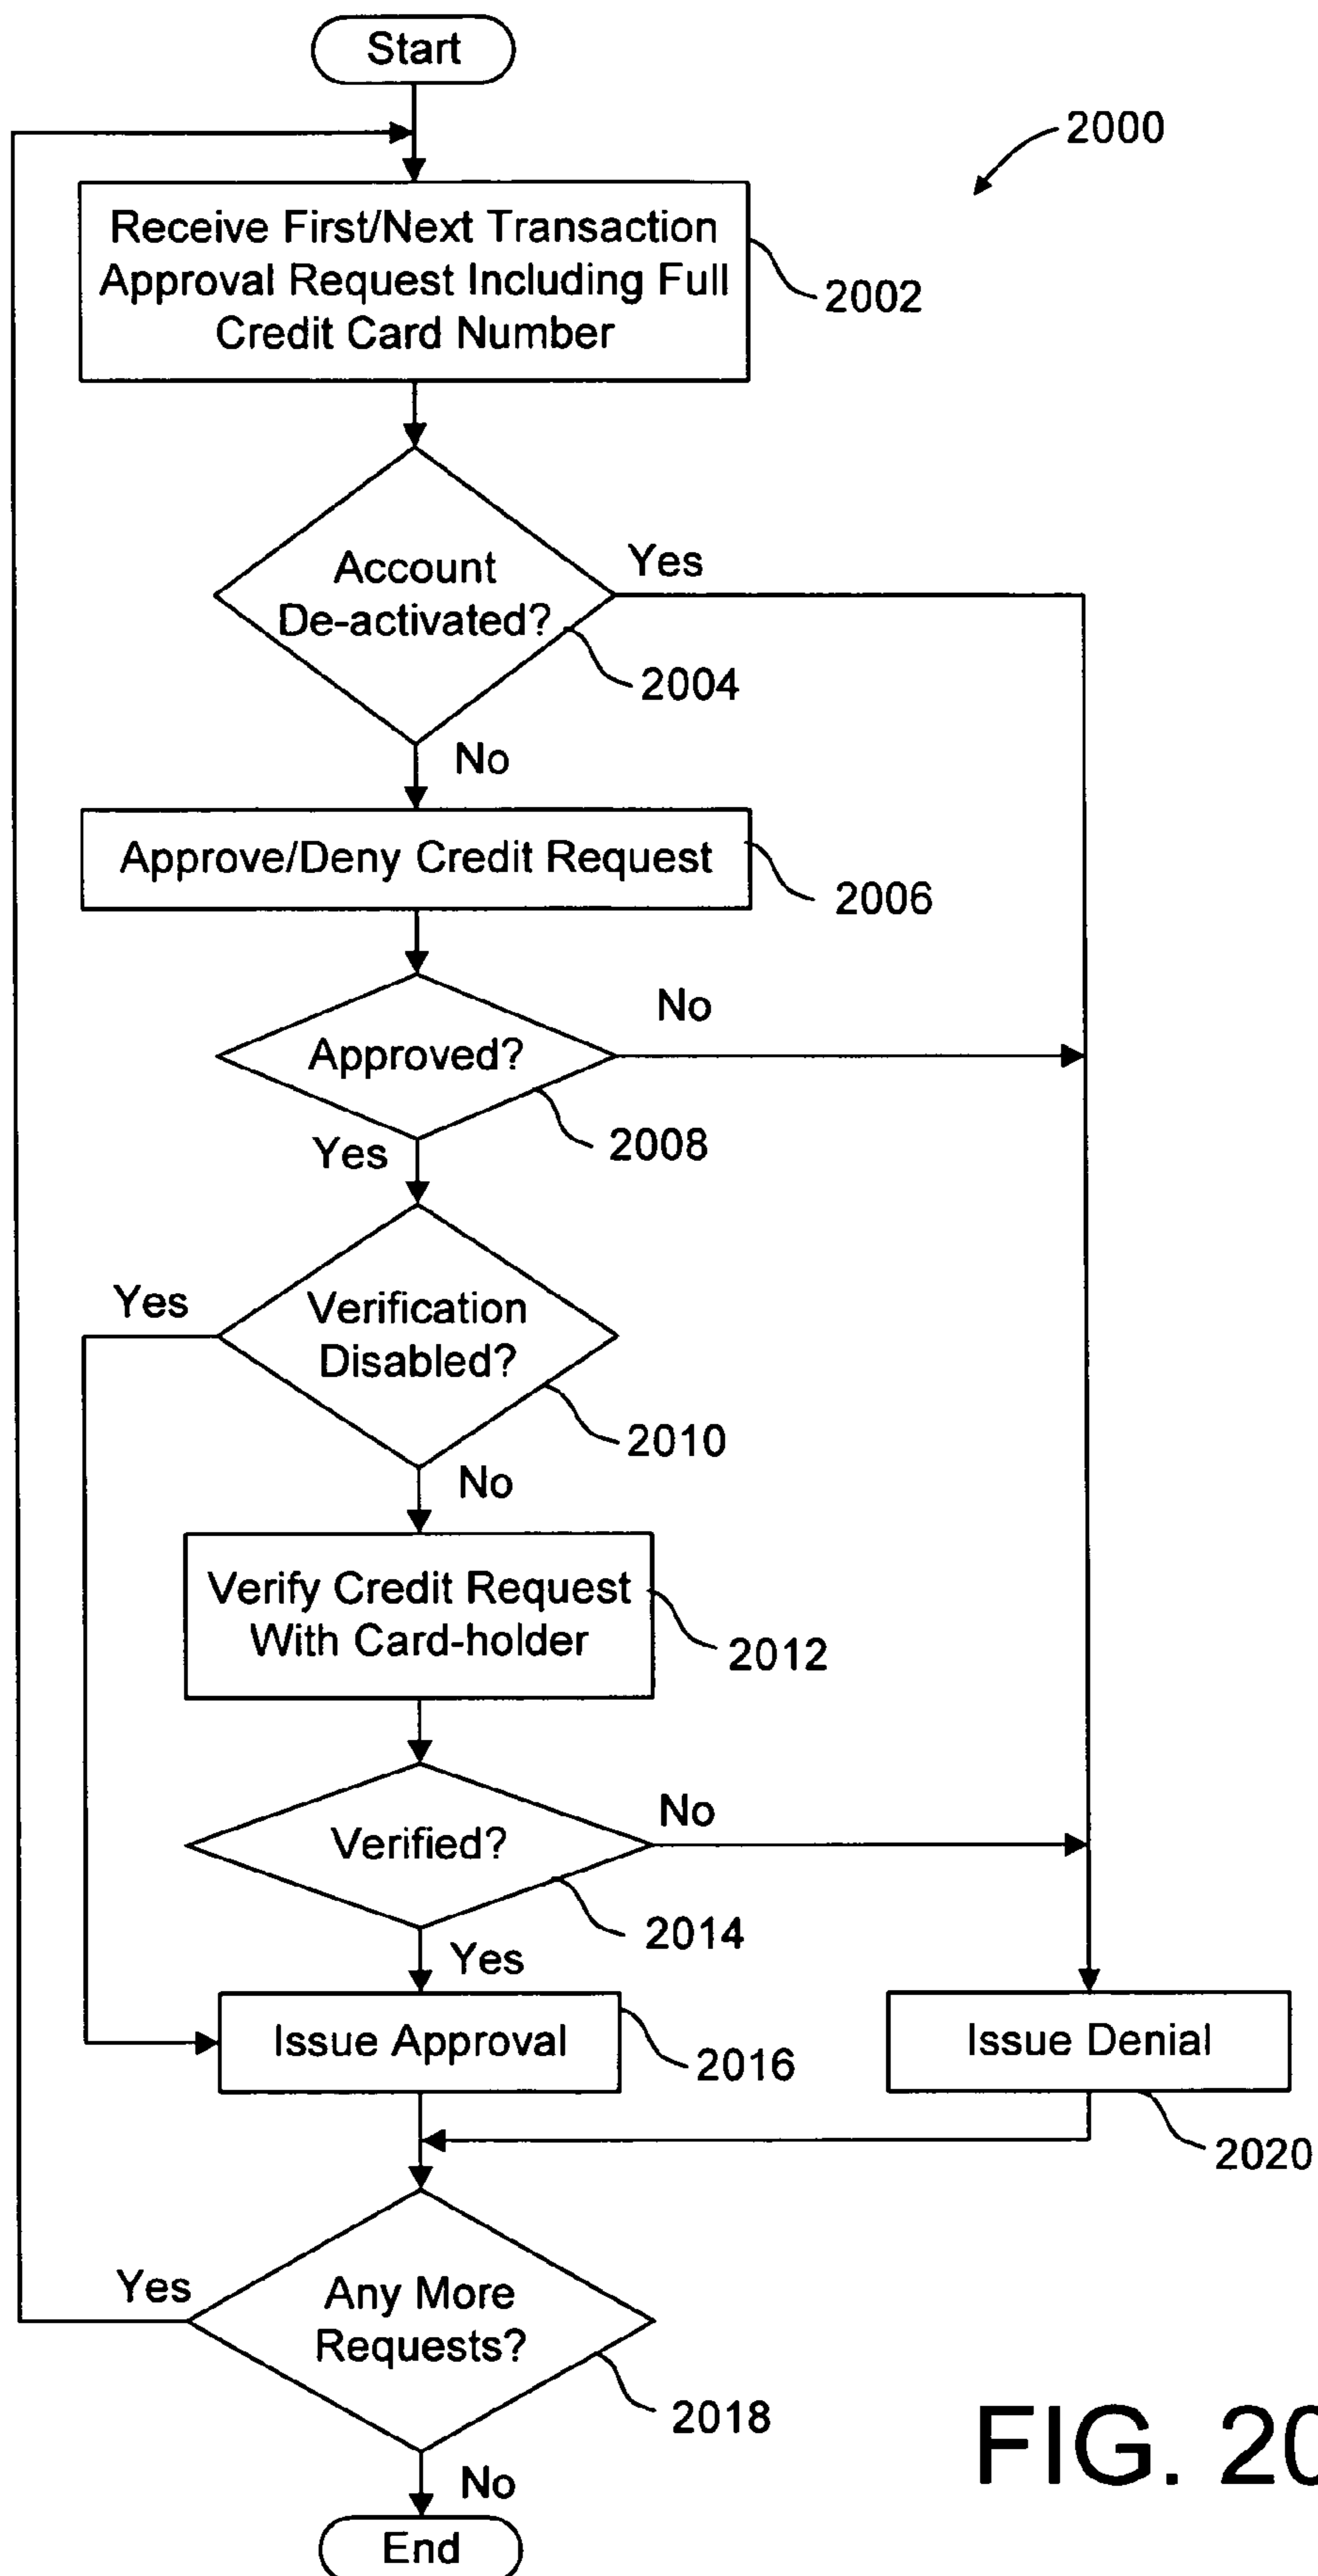 Start
2000
Receive First/Next Transaction
Approval Request Including Full
Credit Card Number
2002
Account
De-activated?
Yes
2004
No
Approve/Deny Credit Request
2006
Approved?
No
2008
Yes
Verification
Disabled?
Yes
2010
No
Verify Credit Request
With Card-holder
2012
Verified?
No
2014
Yes
Issue Approval
2016
Issue Denial
2020
Any More
Requests?
Yes
2018
No
End
FIG. 20